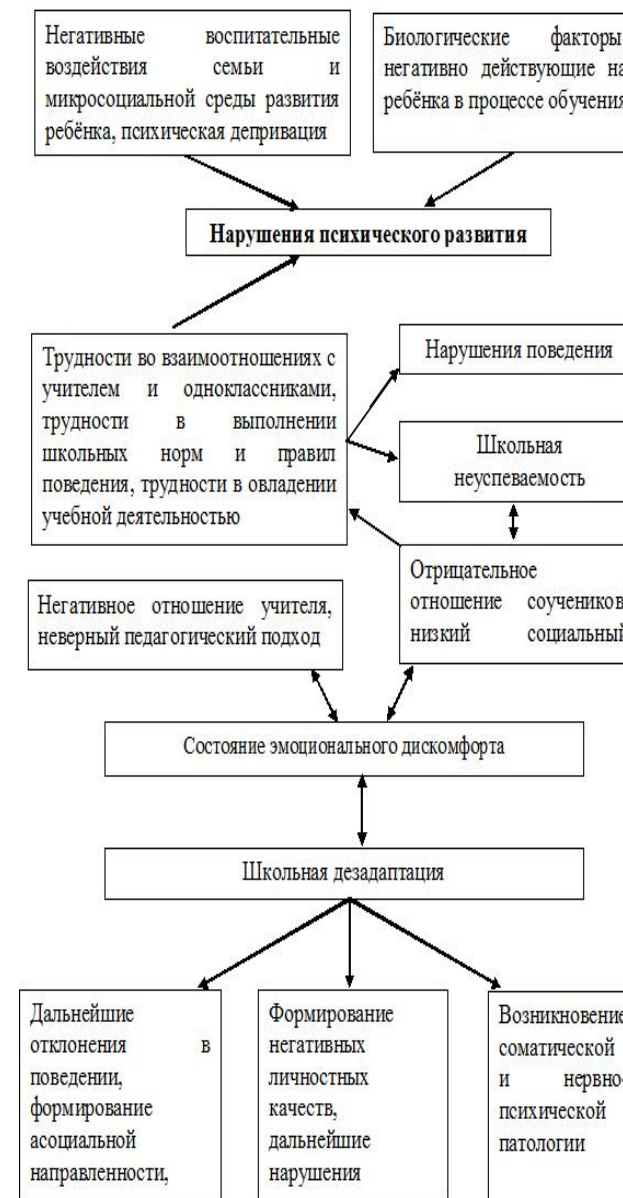 Негативные воспитательные
воздействия семьи и
микросоциальной среды развития
ребёнка, психическая депривация
Биологические факторы
негативно действующие на
ребёнка в процессе обучения
Нарушения психического развития
Трудности во взаимоотношениях с
учителем и одноклассниками,
трудности в выполнении
школьных норм и правил
поведения, трудности в овладении
учебной деятельностью
Нарушения поведения
Школьная
неуспеваемость
Отрицательное
отношение соучеников,
низкий социальный
Негативное отношение учителя,
неверный педагогический подход
Состояние эмоционального дискомфорта
Школьная дезадаптация
Дальнейшие
отклонения в
поведении,
формирование
асоциальной
направленности,
Формирование
негативных
личностных
качеств,
дальнейшие
нарушения
Возникновение
соматической
и нервно-
психической
патологии